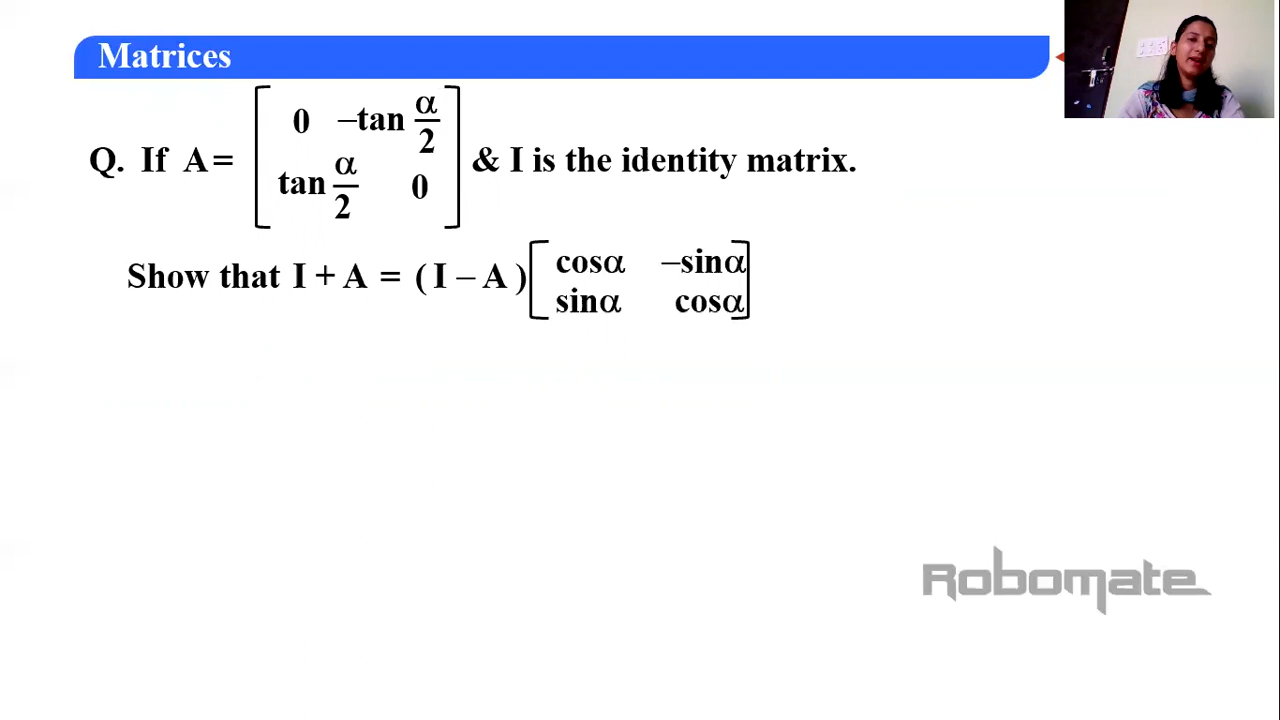 Matrices
Q. If A = [ 0 –tan α/2
tan α/2 0 ] & I is the identity matrix.
Show that I + A = ( I – A ) [ cosα –sinα
sinα cosα ]
Robomate